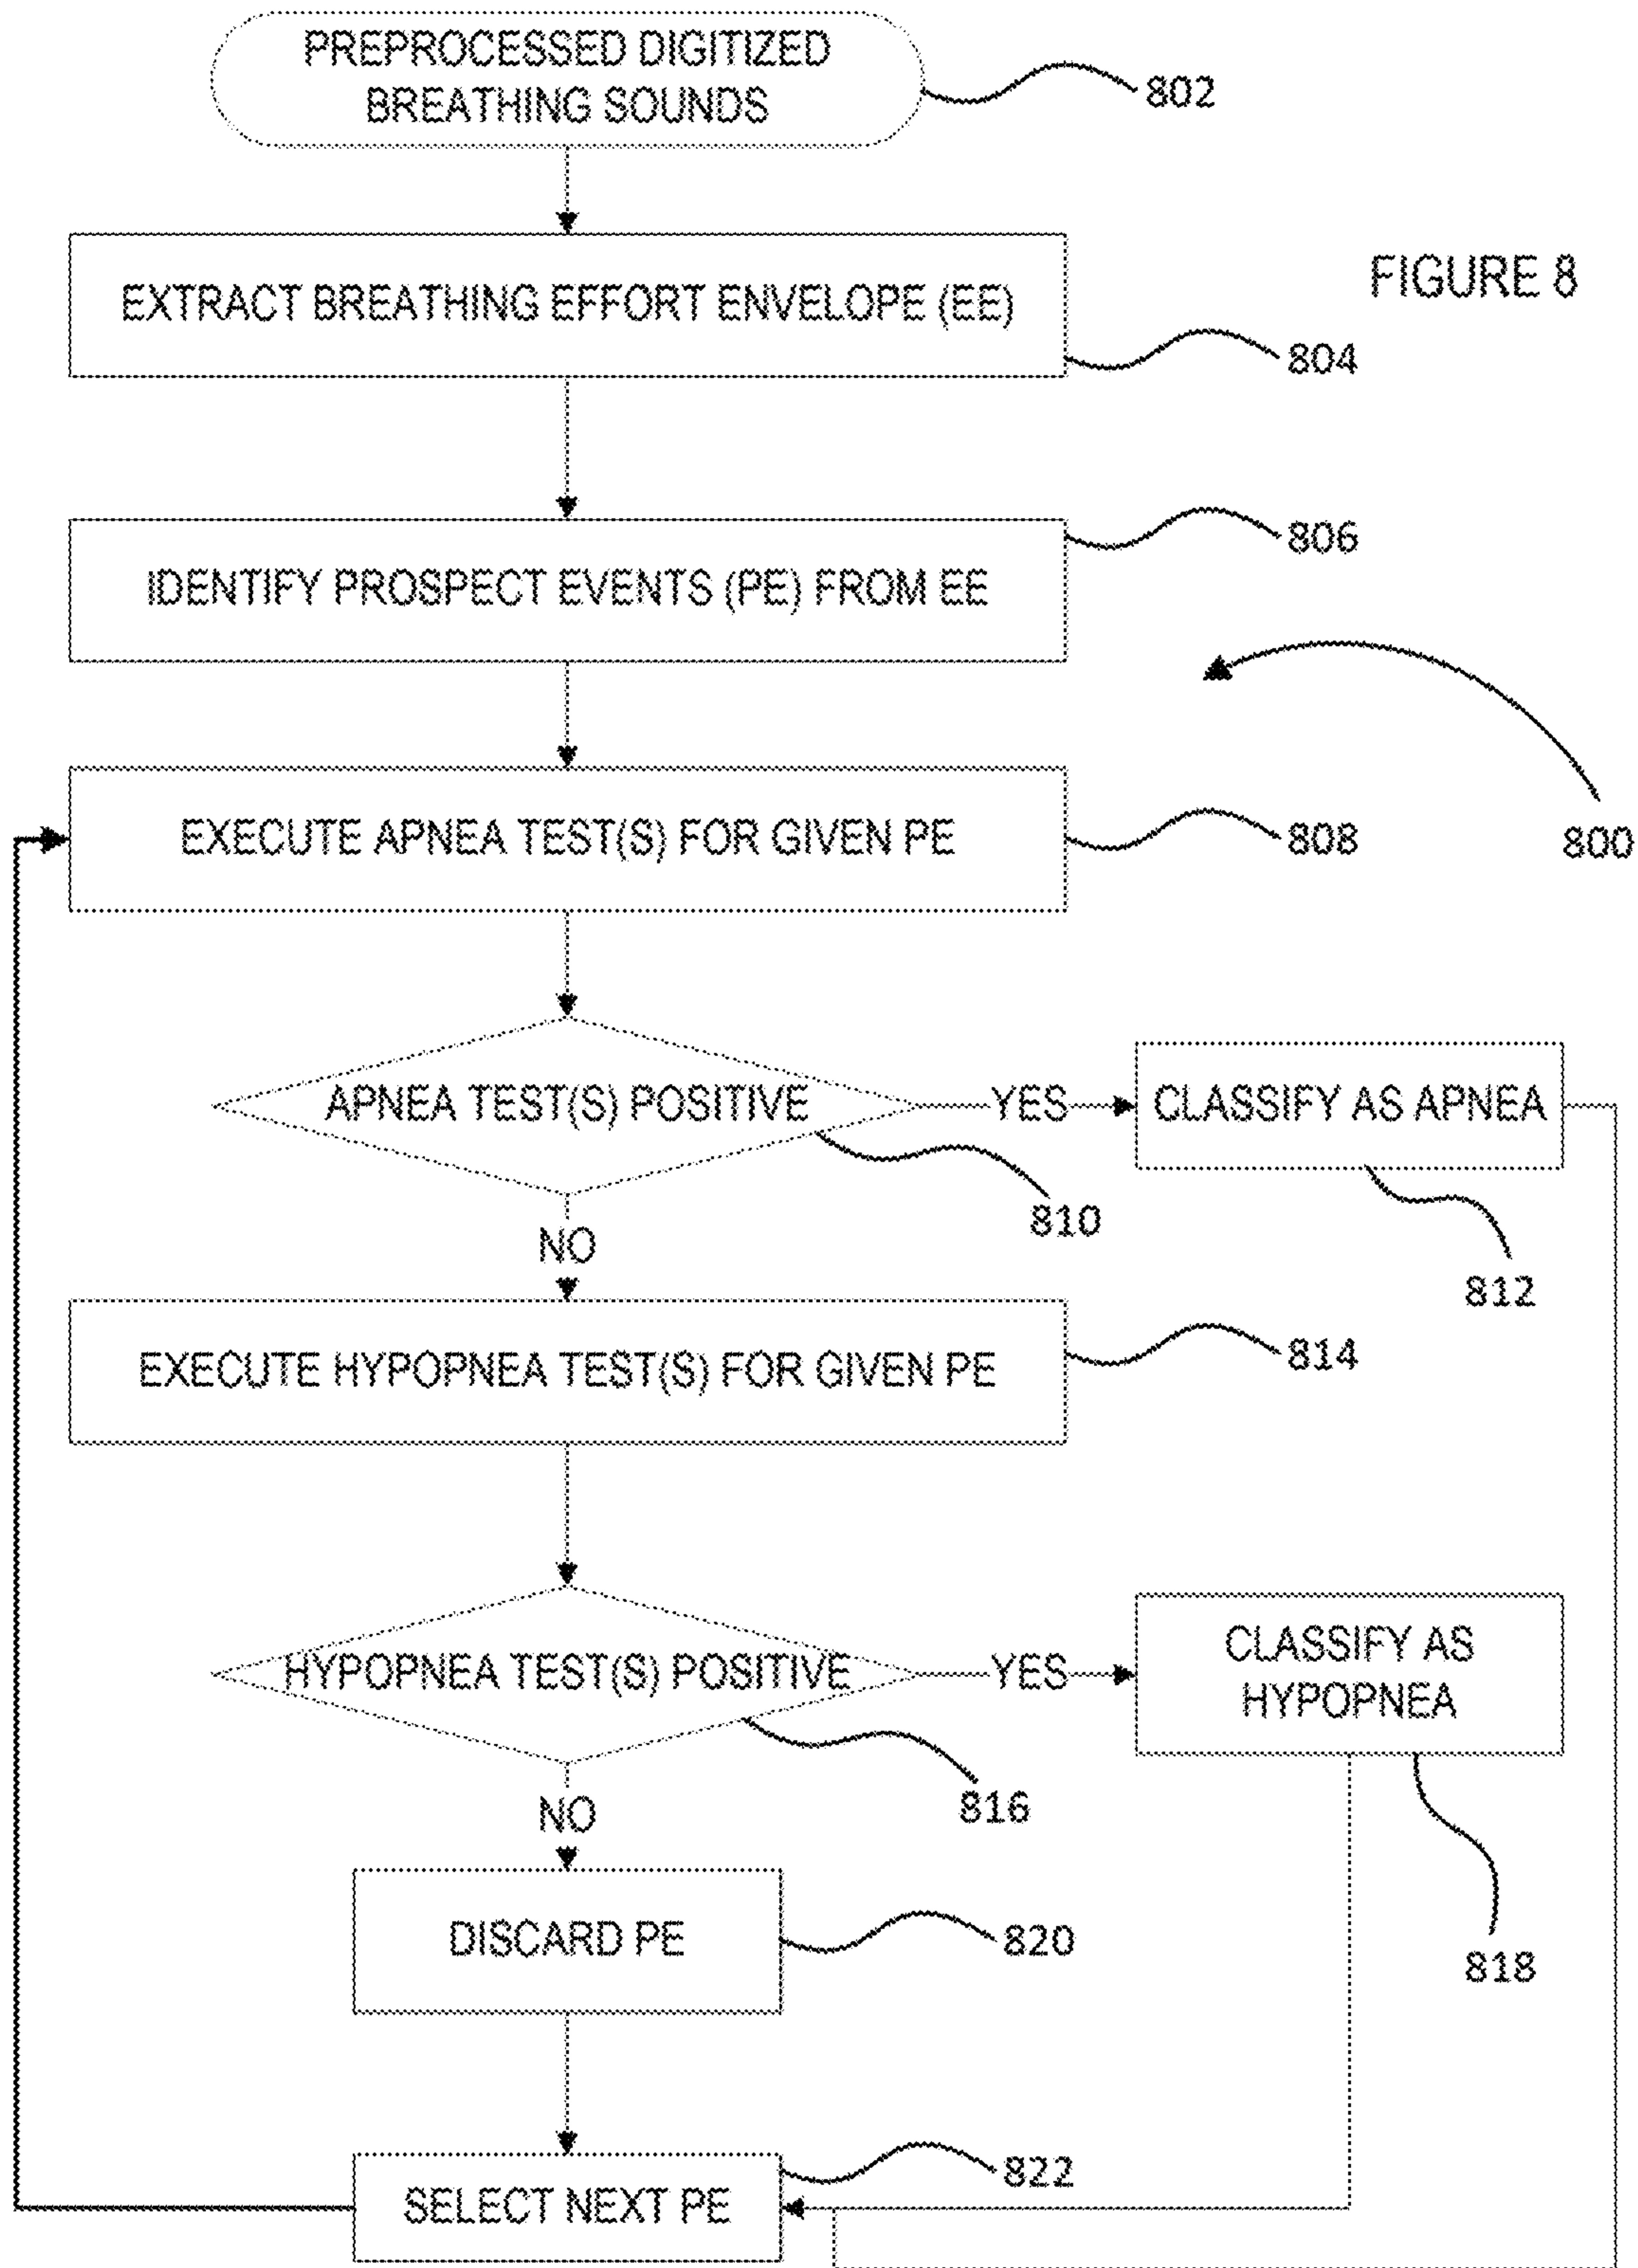 PREPROCESSED DIGITIZED
BREATHING SOUNDS
802
EXTRACT BREATHING EFFORT ENVELOPE (EE)
FIGURE 8
804
806
IDENTIFY PROSPECT EVENTS (PE) FROM EE
EXECUTE APNEA TEST(S) FOR GIVEN PE
808
800
APNEA TEST(S) POSITIVE
YES
CLASSIFY AS APNEA
810
NO
812
EXECUTE HYPOPNEA TEST(S) FOR GIVEN PE
814
HYPOPNEA TEST(S) POSITIVE
YES
CLASSIFY AS
HYPOPNEA
816
NO
DISCARD PE
820
818
822
SELECT NEXT PE